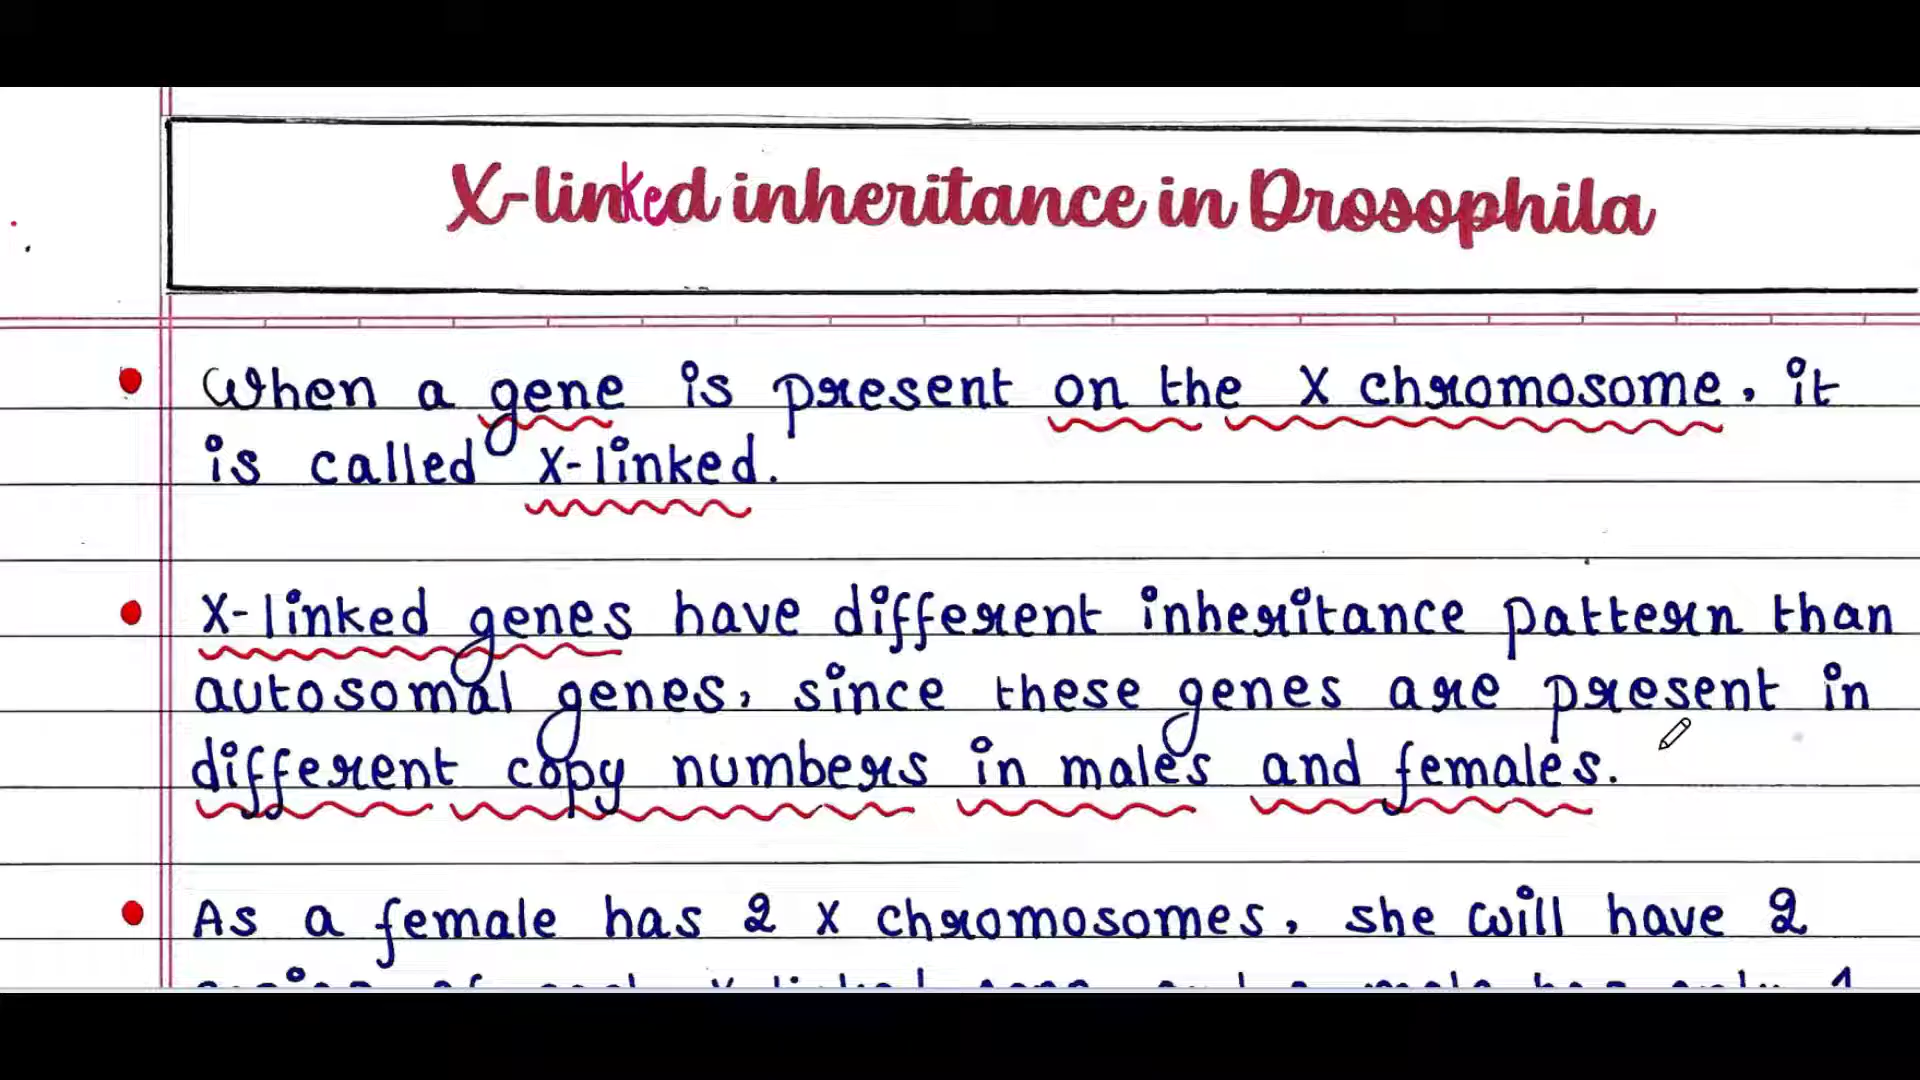 X-linked inheritance in Drosophila
When a gene is present on the X chromosome, it
is called X-linked.
X-linked genes have different inheritance pattern than
autosomal genes, since these genes are present in
different copy numbers in males and females.
As a female has 2 X chromosomes, she will have 2